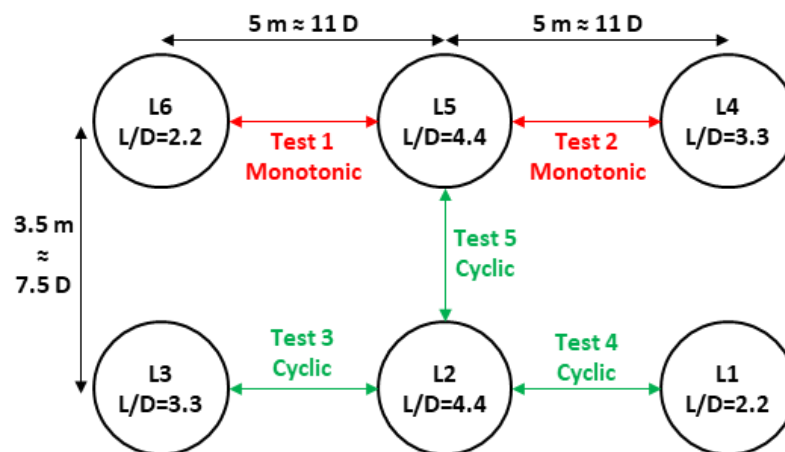 5 m ≈ 11 D
5 m ≈ 11 D
L6
L/D=2.2
Test 1
Monotonic
L5
L/D=4.4
Test 2
Monotonic
L4
L/D=3.3
3.5 m
≈
7.5 D
Test 5
Cyclic
L3
L/D=3.3
Test 3
Cyclic
L2
L/D=4.4
Test 4
Cyclic
L1
L/D=2.2